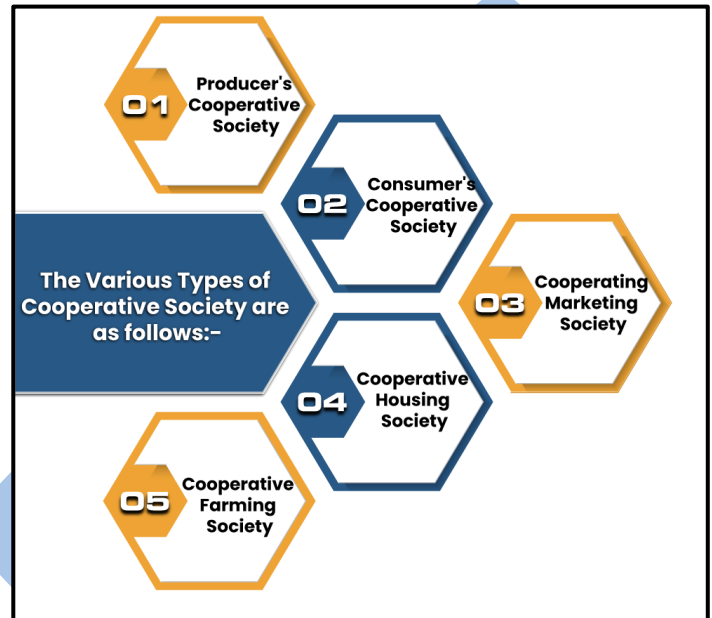 The Various Types of
Cooperative Society are
as follows:-
01
Producer's
Cooperative
Society
02
Consumer's
Cooperative
Society
03
Cooperating
Marketing
Society
04
Cooperative
Housing
Society
05
Cooperative
Farming
Society